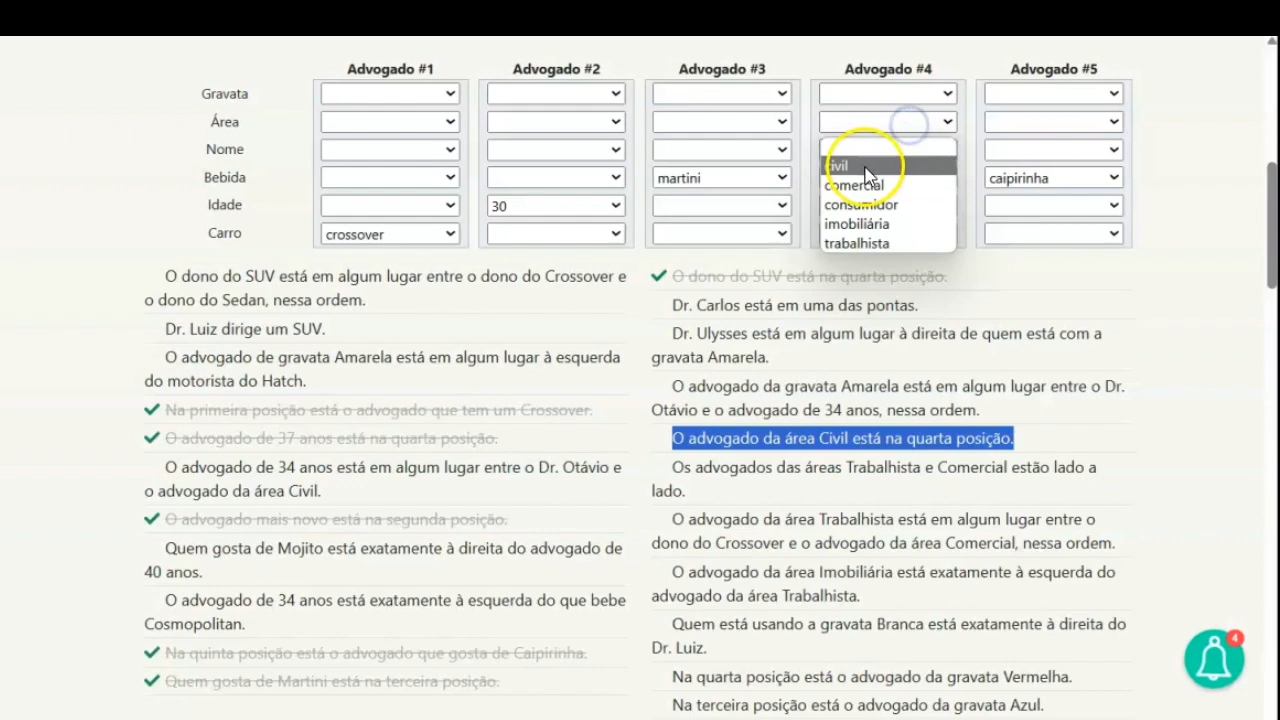 Advogado #1 Advogado #2 Advogado #3 Advogado #4 Advogado #5
Gravata
Área
Nome
Bebida martini caipirinha
Idade 30
Carro crossover
civil
comercial
consumidor
imobiliária
trabalhista
O dono do SUV está em algum lugar entre o dono do Crossover e
o dono do Sedan, nessa ordem.
Dr. Luiz dirige um SUV.
O advogado de gravata Amarela está em algum lugar à esquerda
do motorista do Hatch.
Na primeira posição está o advogado que tem um Crossover.
O advogado de 37 anos está na quarta posição.
O advogado de 34 anos está em algum lugar entre o Dr. Otávio e
o advogado da área Civil.
O advogado mais novo está na segunda posição.
Quem gosta de Mojito está exatamente à direita do advogado de
40 anos.
O advogado de 34 anos está exatamente à esquerda do que bebe
Cosmopolitan.
Na quinta posição está o advogado que gosta de Caipirinha.
Quem gosta de Martini está na terceira posição.
O dono do SUV está na quarta posição.
Dr. Carlos está em uma das pontas.
Dr. Ulysses está em algum lugar à direita de quem está com a
gravata Amarela.
O advogado da gravata Amarela está em algum lugar entre o Dr.
Otávio e o advogado de 34 anos, nessa ordem.
O advogado da área Civil está na quarta posição.
Os advogados das áreas Trabalhista e Comercial estão lado a
lado.
O advogado da área Trabalhista está em algum lugar entre o
dono do Crossover e o advogado da área Comercial, nessa ordem.
O advogado da área Imobiliária está exatamente à esquerda do
advogado da área Trabalhista.
Quem está usando a gravata Branca está exatamente à direita do
Dr. Luiz.
Na quarta posição está o advogado da gravata Vermelha.
Na terceira posição está o advogado da gravata Azul.
4